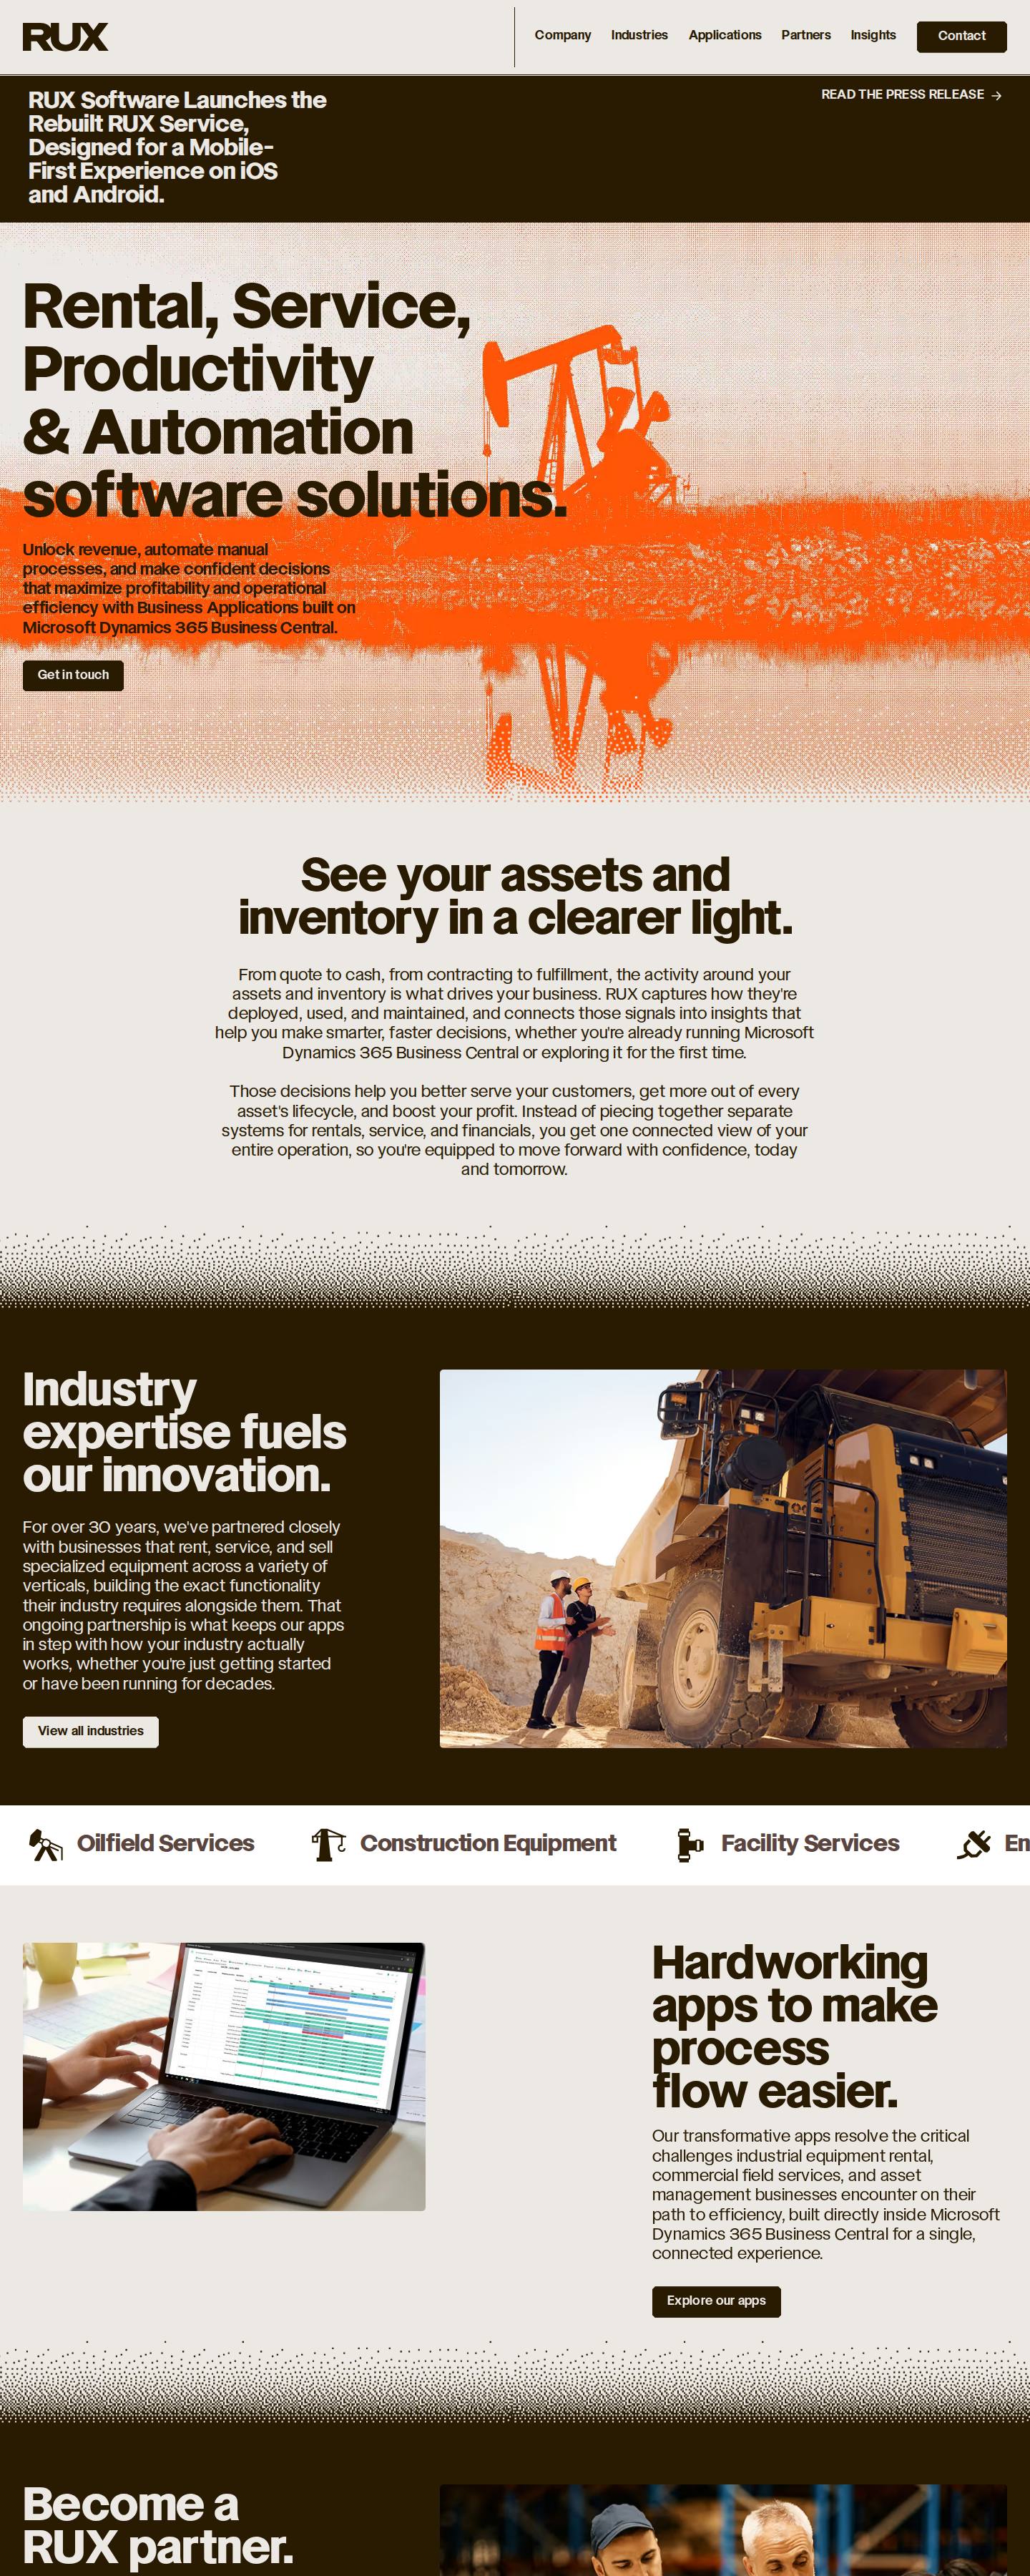 RUX
Company Industries Applications Partners Insights Contact
RUX Software Launches the
Rebuilt RUX Service,
Designed for a Mobile-
First Experience on iOS
and Android.
READ THE PRESS RELEASE →
Rental, Service,
Productivity
& Automation
software solutions.
Unlock revenue, automate manual
processes, and make confident decisions
that maximize profitability and operational
efficiency with Business Applications built on
Microsoft Dynamics 365 Business Central.
Get in touch
See your assets and
inventory in a clearer light.
From quote to cash, from contracting to fulfillment, the activity around your
assets and inventory is what drives your business. RUX captures how they're
deployed, used, and maintained, and connects those signals into insights that
help you make smarter, faster decisions, whether you're already running Microsoft
Dynamics 365 Business Central or exploring it for the first time.
Those decisions help you better serve your customers, get more out of every
asset's lifecycle, and boost your profit. Instead of piecing together separate
systems for rentals, service, and financials, you get one connected view of your
entire operation, so you're equipped to move forward with confidence, today
and tomorrow.
Industry
expertise fuels
our innovation.
For over 30 years, we've partnered closely
with businesses that rent, service, and sell
specialized equipment across a variety of
verticals, building the exact functionality
their industry requires alongside them. That
ongoing partnership is what keeps our apps
in step with how your industry actually
works, whether you're just getting started
or have been running for decades.
View all industries
Oilfield Services
Construction Equipment
Facility Services
En
Hardworking
apps to make
process
flow easier.
Our transformative apps resolve the critical
challenges industrial equipment rental,
commercial field services, and asset
management businesses encounter on their
path to efficiency, built directly inside Microsoft
Dynamics 365 Business Central for a single,
connected experience.
Explore our apps
Become a
RUX partner.